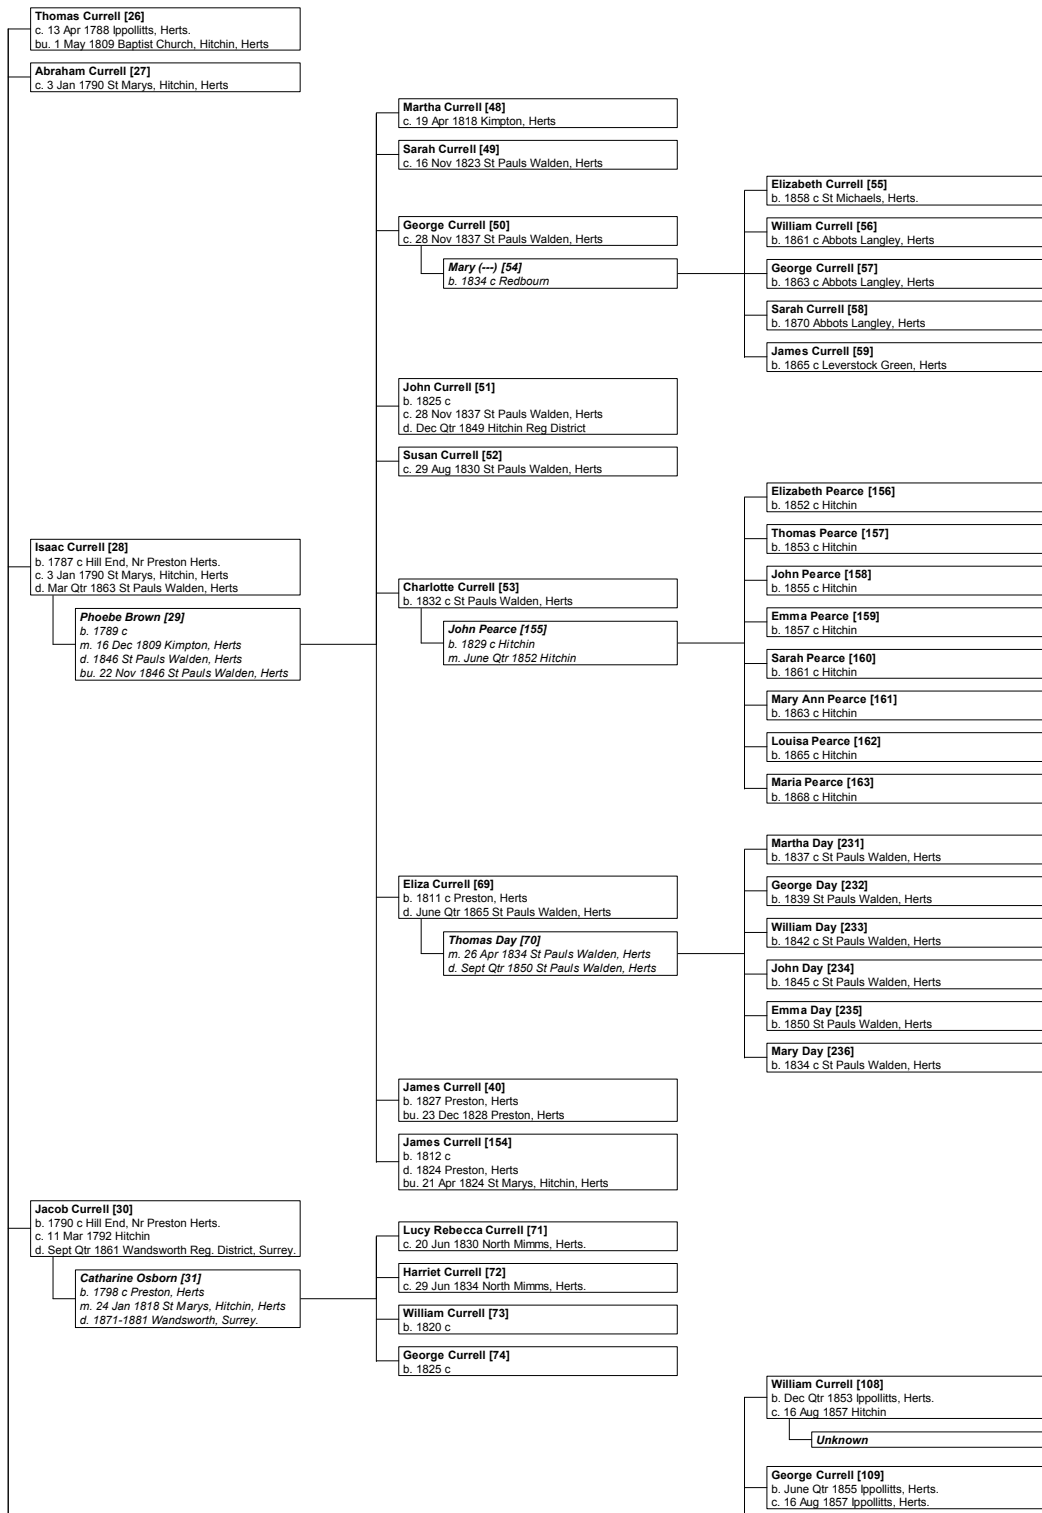 Thomas Currell [26]
c. 13 Apr 1788 Ippollitts, Herts.
bu. 1 May 1809 Baptist Church, Hitchin, Herts
Abraham Currell [27]
c. 3 Jan 1790 St Marys, Hitchin, Herts
Martha Currell [48]
c. 19 Apr 1818 Kimpton, Herts
Sarah Currell [49]
c. 16 Nov 1823 St Pauls Walden, Herts
Elizabeth Currell [55]
b. 1858 c St Michaels, Herts.
George Currell [50]
c. 28 Nov 1837 St Pauls Walden, Herts
William Currell [56]
b. 1861 c Abbots Langley, Herts
Mary (---) [54]
b. 1834 c Redbourn
George Currell [57]
b. 1863 c Abbots Langley, Herts
Sarah Currell [58]
b. 1870 Abbots Langley, Herts
James Currell [59]
b. 1865 c Leverstock Green, Herts
John Currell [51]
b. 1825 c
c. 28 Nov 1837 St Pauls Walden, Herts
d. Dec Qtr 1849 Hitchin Reg District
Susan Currell [52]
c. 29 Aug 1830 St Pauls Walden, Herts
Elizabeth Pearce [156]
b. 1852 c Hitchin
Thomas Pearce [157]
b. 1853 c Hitchin
Isaac Currell [28]
b. 1787 c Hill End, Nr Preston Herts.
c. 3 Jan 1790 St Marys, Hitchin, Herts
d. Mar Qtr 1863 St Pauls Walden, Herts
John Pearce [158]
b. 1855 c Hitchin
Charlotte Currell [53]
b. 1832 c St Pauls Walden, Herts
Phoebe Brown [29]
b. 1789 c
m. 16 Dec 1809 Kimpton, Herts
d. 1846 St Pauls Walden, Herts
bu. 22 Nov 1846 St Pauls Walden, Herts
John Pearce [155]
b. 1829 c Hitchin
m. June Qtr 1852 Hitchin
Emma Pearce [159]
b. 1857 c Hitchin
Sarah Pearce [160]
b. 1861 c Hitchin
Mary Ann Pearce [161]
b. 1863 c Hitchin
Louisa Pearce [162]
b. 1865 c Hitchin
Maria Pearce [163]
b. 1868 c Hitchin
Martha Day [231]
b. 1837 c St Pauls Walden, Herts
Eliza Currell [69]
b. 1811 c Preston, Herts
d. June Qtr 1865 St Pauls Walden, Herts
George Day [232]
b. 1839 St Pauls Walden, Herts
Thomas Day [70]
m. 26 Apr 1834 St Pauls Walden, Herts
d. Sept Qtr 1850 St Pauls Walden, Herts
William Day [233]
b. 1842 c St Pauls Walden, Herts
John Day [234]
b. 1845 c St Pauls Walden, Herts
Emma Day [235]
b. 1850 St Pauls Walden, Herts
Mary Day [236]
b. 1834 c St Pauls Walden, Herts
James Currell [40]
b. 1827 Preston, Herts
bu. 23 Dec 1828 Preston, Herts
James Currell [154]
b. 1812 c
d. 1824 Preston, Herts
bu. 21 Apr 1824 St Marys, Hitchin, Herts
Jacob Currell [30]
b. 1790 c Hill End, Nr Preston Herts.
c. 11 Mar 1792 Hitchin
d. Sept Qtr 1861 Wandsworth Reg. District, Surrey.
Lucy Rebecca Currell [71]
c. 20 Jun 1830 North Mimms, Herts.
Catharine Osborn [31]
b. 1798 c Preston, Herts
m. 24 Jan 1818 St Marys, Hitchin, Herts
d. 1871-1881 Wandsworth, Surrey.
Harriet Currell [72]
c. 29 Jun 1834 North Mimms, Herts.
William Currell [73]
b. 1820 c
George Currell [74]
b. 1825 c
William Currell [108]
b. Dec Qtr 1853 Ippollitts, Herts.
c. 16 Aug 1857 Hitchin
Unknown
George Currell [109]
b. June Qtr 1855 Ippollitts, Herts.
c. 16 Aug 1857 Ippollitts, Herts.